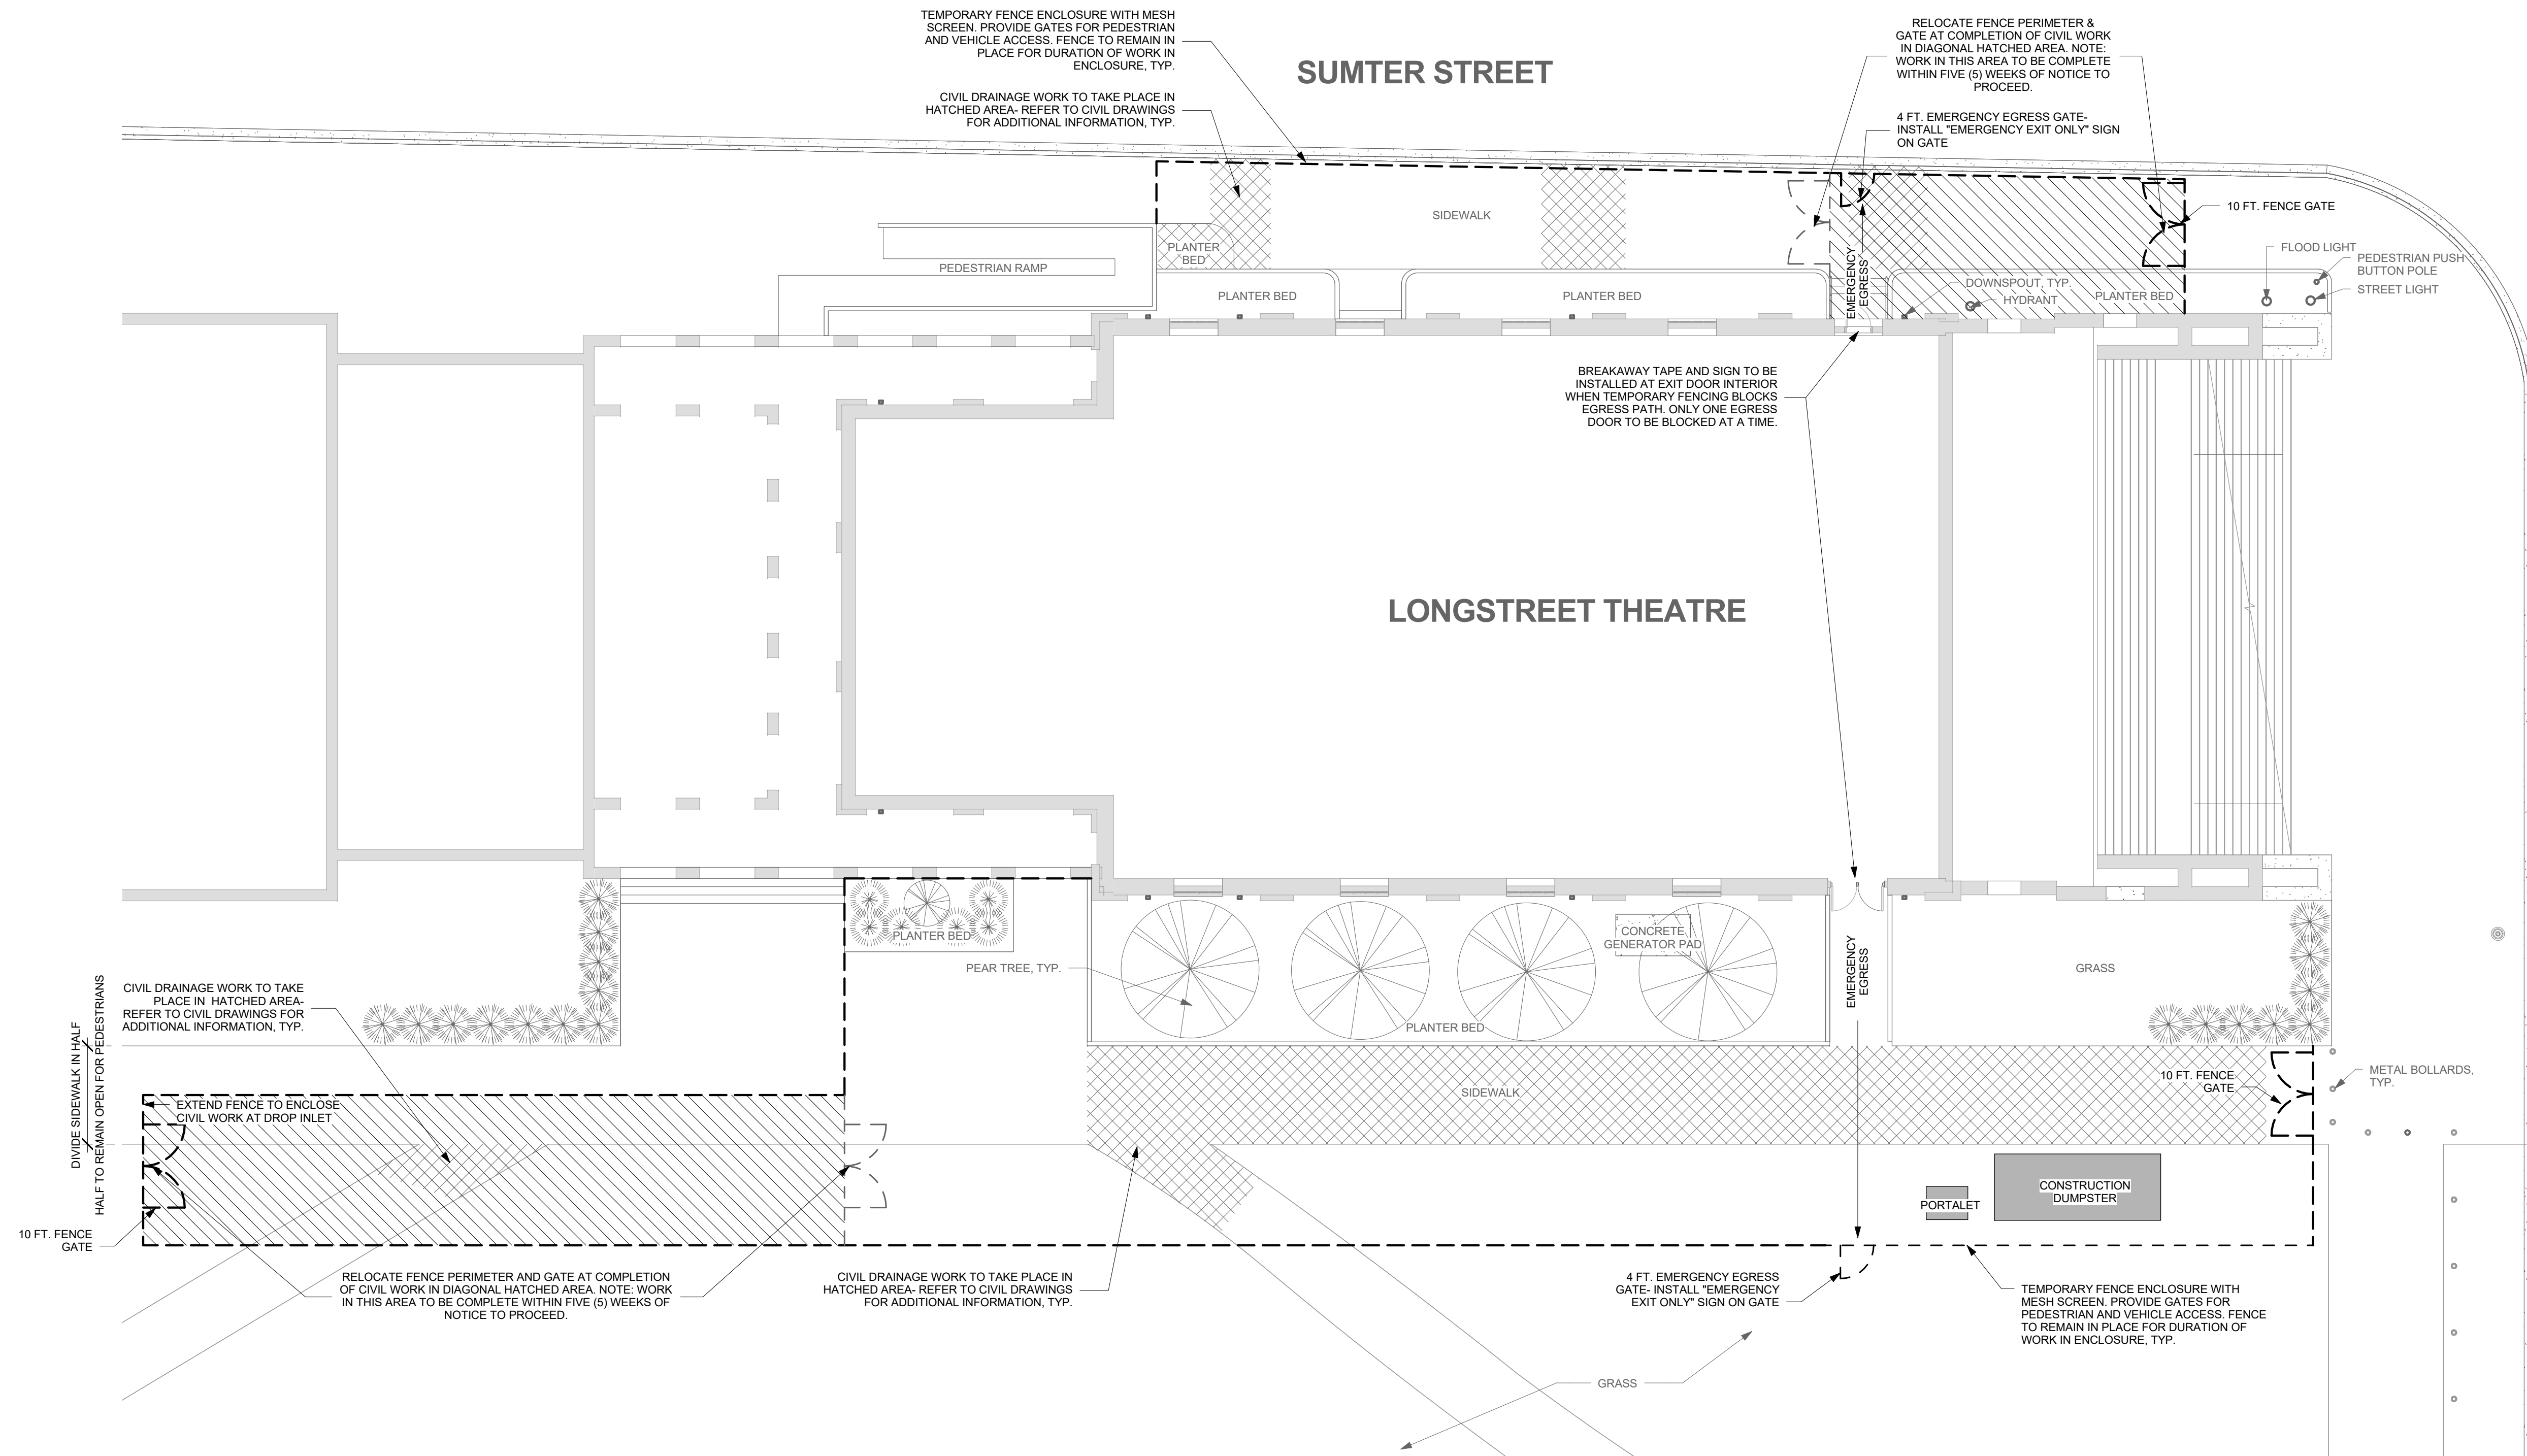 TEMPORARY FENCE ENCLOSURE WITH MESH
SCREEN. PROVIDE GATES FOR PEDESTRIAN
AND VEHICLE ACCESS. FENCE TO REMAIN IN
PLACE FOR DURATION OF WORK IN
ENCLOSURE, TYP.
SUMTER STREET
RELOCATE FENCE PERIMETER &
GATE AT COMPLETION OF CIVIL WORK
IN DIAGONAL HATCHED AREA. NOTE:
WORK IN THIS AREA TO BE COMPLETE
WITHIN FIVE (5) WEEKS OF NOTICE TO
PROCEED.
CIVIL DRAINAGE WORK TO TAKE PLACE IN
HATCHED AREA- REFER TO CIVIL DRAWINGS
FOR ADDITIONAL INFORMATION, TYP.
4 FT. EMERGENCY EGRESS GATE-
INSTALL "EMERGENCY EXIT ONLY" SIGN
ON GATE
SIDEWALK
10 FT. FENCE GATE
PLANTER
BED
PEDESTRIAN RAMP
EMERGENCY
EGRESS
FLOOD LIGHT
PEDESTRIAN PUSH
BUTTON POLE
STREET LIGHT
DOWNSPOUT, TYP.
HYDRANT
PLANTER BED
PLANTER BED
PLANTER BED
BREAKAWAY TAPE AND SIGN TO BE
INSTALLED AT EXIT DOOR INTERIOR
WHEN TEMPORARY FENCING BLOCKS
EGRESS PATH. ONLY ONE EGRESS
DOOR TO BE BLOCKED AT A TIME.
LONGSTREET THEATRE
PLANTER BED
CONCRETE
GENERATOR PAD
PEAR TREE, TYP.
EMERGENCY
EGRESS
GRASS
CIVIL DRAINAGE WORK TO TAKE
PLACE IN HATCHED AREA-
REFER TO CIVIL DRAWINGS FOR
ADDITIONAL INFORMATION, TYP.
PLANTER BED
DIVIDE SIDEWALK IN HALF
HALF TO REMAIN OPEN FOR PEDESTRIANS
EXTEND FENCE TO ENCLOSE
CIVIL WORK AT DROP INLET
SIDEWALK
10 FT. FENCE
GATE
METAL BOLLARDS,
TYP.
PORTALET
CONSTRUCTION
DUMPSTER
10 FT. FENCE
GATE
RELOCATE FENCE PERIMETER AND GATE AT COMPLETION
OF CIVIL WORK IN DIAGONAL HATCHED AREA. NOTE: WORK
IN THIS AREA TO BE COMPLETE WITHIN FIVE (5) WEEKS OF
NOTICE TO PROCEED.
CIVIL DRAINAGE WORK TO TAKE PLACE IN
HATCHED AREA- REFER TO CIVIL DRAWINGS
FOR ADDITIONAL INFORMATION, TYP.
4 FT. EMERGENCY EGRESS
GATE- INSTALL "EMERGENCY
EXIT ONLY" SIGN ON GATE
TEMPORARY FENCE ENCLOSURE WITH
MESH SCREEN. PROVIDE GATES FOR
PEDESTRIAN AND VEHICLE ACCESS. FENCE
TO REMAIN IN PLACE FOR DURATION OF
WORK IN ENCLOSURE, TYP.
GRASS